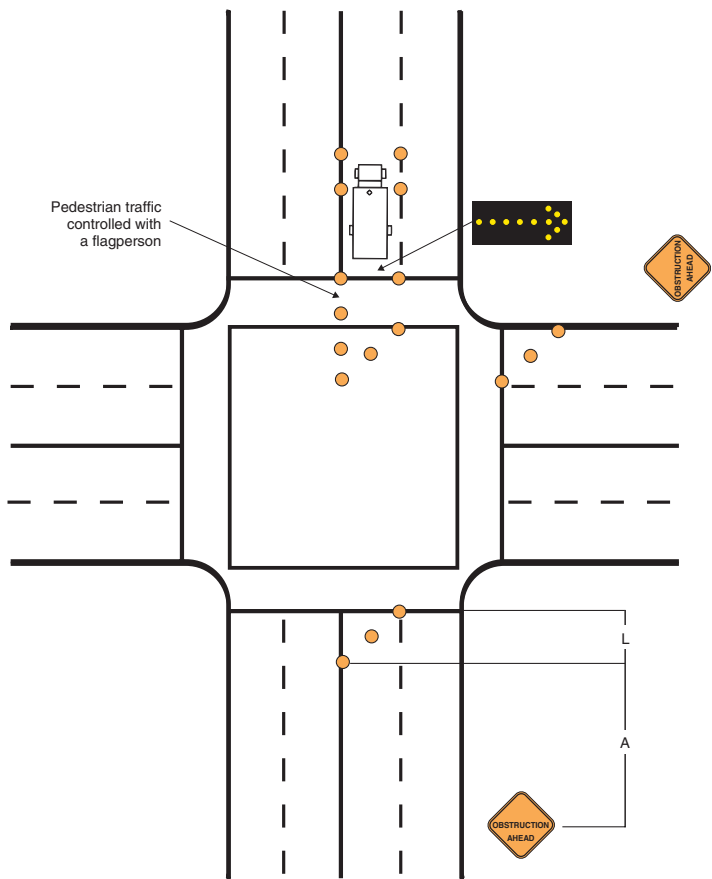 Pedestrian traffic
controlled with
a flagperson
OBSTRUCTION
AHEAD
L
A
OBSTRUCTION
AHEAD